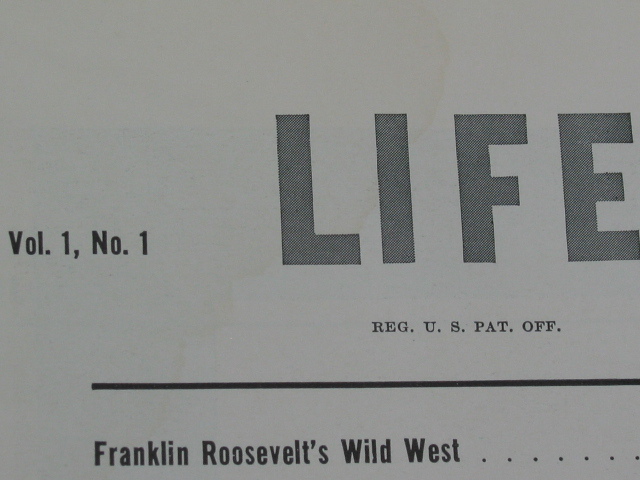 LIFE
Vol. 1, No. 1
REG. U. S. PAT. OFF.
Franklin Roosevelt's Wild West . . . . . . .